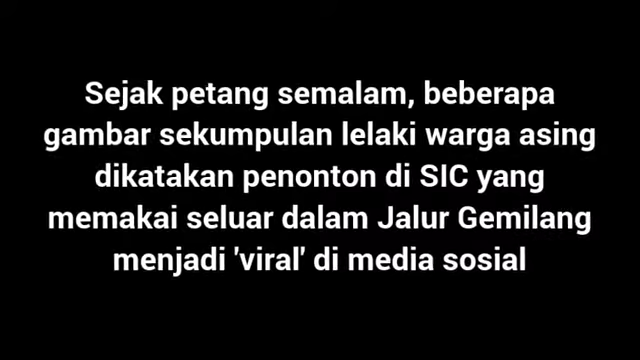 Sejak petang semalam, beberapa
gambar sekumpulan lelaki warga asing
dikatakan penonton di SIC yang
memakai seluar dalam Jalur Gemilang
menjadi 'viral' di media sosial